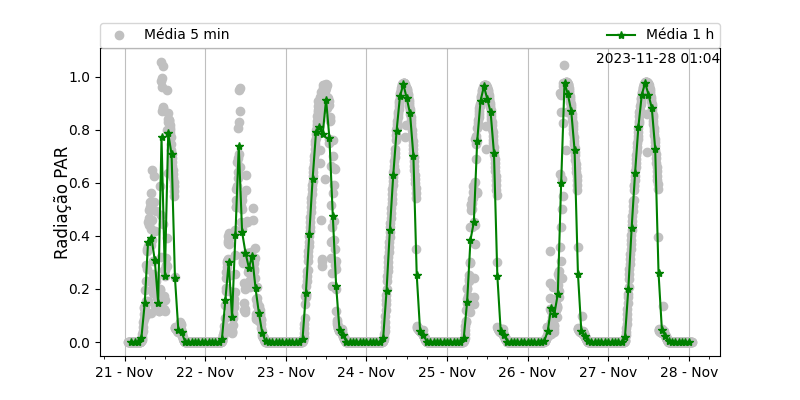 Média 5 min
Média 1 h
2023-11-28 01:04
Radiação PAR
1.0
0.8
0.6
0.4
0.2
0.0
21 - Nov
22 - Nov
23 - Nov
24 - Nov
25 - Nov
26 - Nov
27 - Nov
28 - Nov